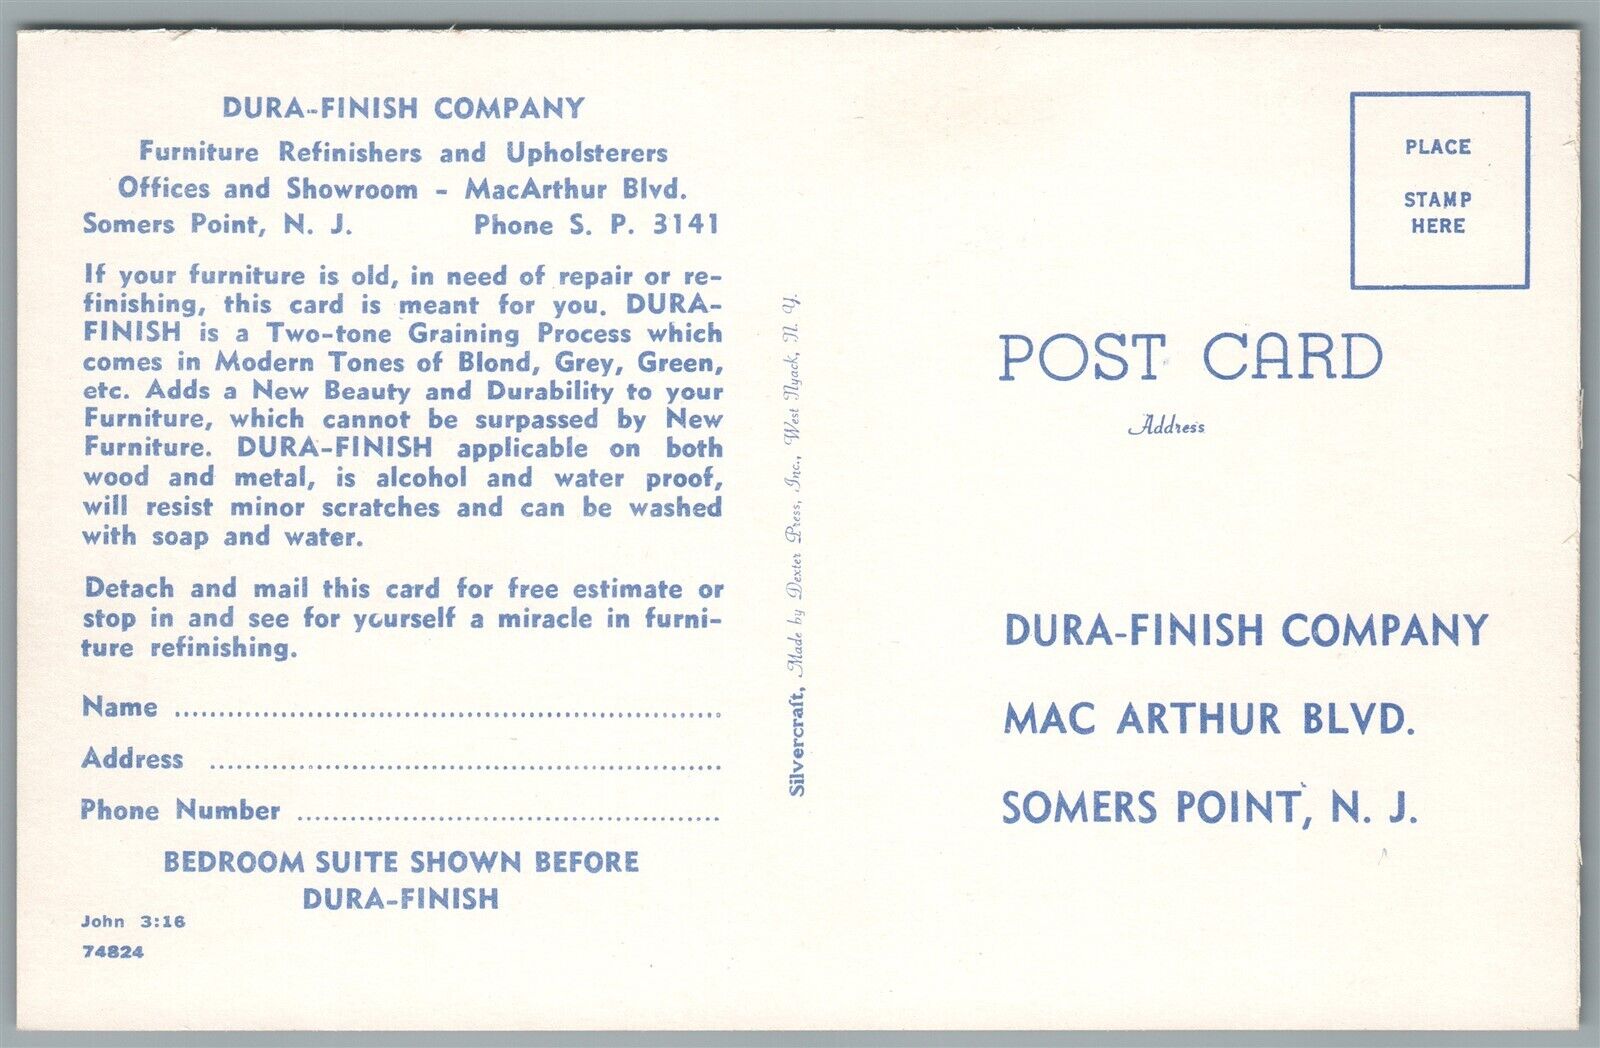 DURA-FINISH COMPANY
Furniture Refinishers and Upholsterers
Offices and Showroom - MacArthur Blvd.
Somers Point, N. J. Phone S. P. 3141
If your furniture is old, in need of repair or re-
finishing, this card is meant for you. DURA-
FINISH is a Two-tone Graining Process which
comes in Modern Tones of Blond, Grey, Green,
etc. Adds a New Beauty and Durability to your
Furniture, which cannot be surpassed by New
Furniture. DURA-FINISH applicable on both
wood and metal, is alcohol and water proof,
will resist minor scratches and can be washed
with soap and water.
Detach and mail this card for free estimate or
stop in and see for yourself a miracle in furni-
ture refinishing.
Name
Address
Phone Number
BEDROOM SUITE SHOWN BEFORE
DURA-FINISH
John 3:16
74824
Silvercraft, Made by Dexter Press, Inc., West Nyack, N. Y.
PLACE
STAMP
HERE
POST CARD
Address
DURA-FINISH COMPANY
MAC ARTHUR BLVD.
SOMERS POINT, N. J.